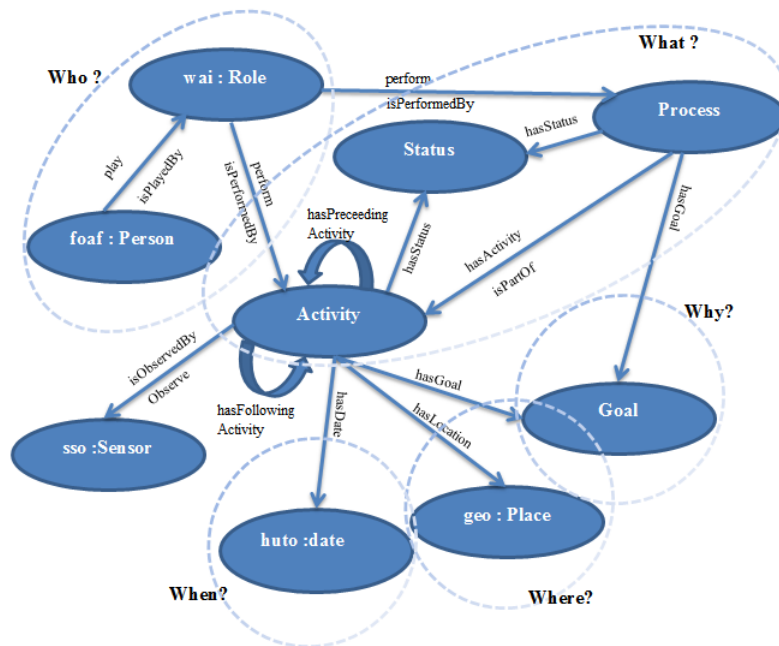 What ?
Who ?
wai : Role
perform
isPerformedBy
Process
hasStatus
Status
play
isPlayedBy
perform
isPerformedBy
foaf : Person
hasPreceeding
Activity
hasStatus
hasActivity
isPartOf
hasGoal
Activity
Why?
isObservedBy
Observe
hasFollowing
Activity
hasDate
hasGoal
hasLocation
Goal
sso :Sensor
geo : Place
huto :date
When?
Where?